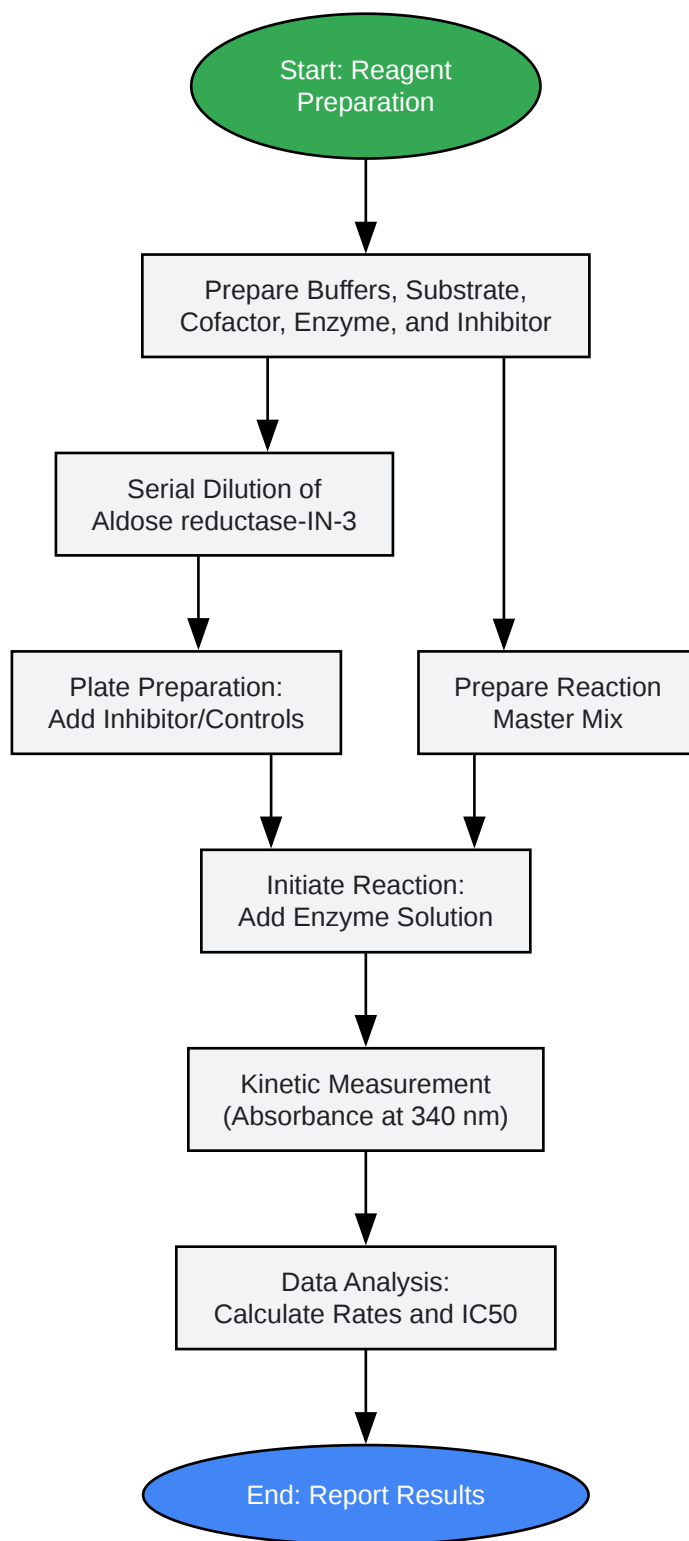 Start: Reagent
Preparation
Prepare Buffers, Substrate,
Cofactor, Enzyme, and Inhibitor
Serial Dilution of
Aldose reductase-IN-3
Plate Preparation:
Add Inhibitor/Controls
Prepare Reaction
Master Mix
Initiate Reaction:
Add Enzyme Solution
Kinetic Measurement
(Absorbance at 340 nm)
Data Analysis:
Calculate Rates and IC50
End: Report Results